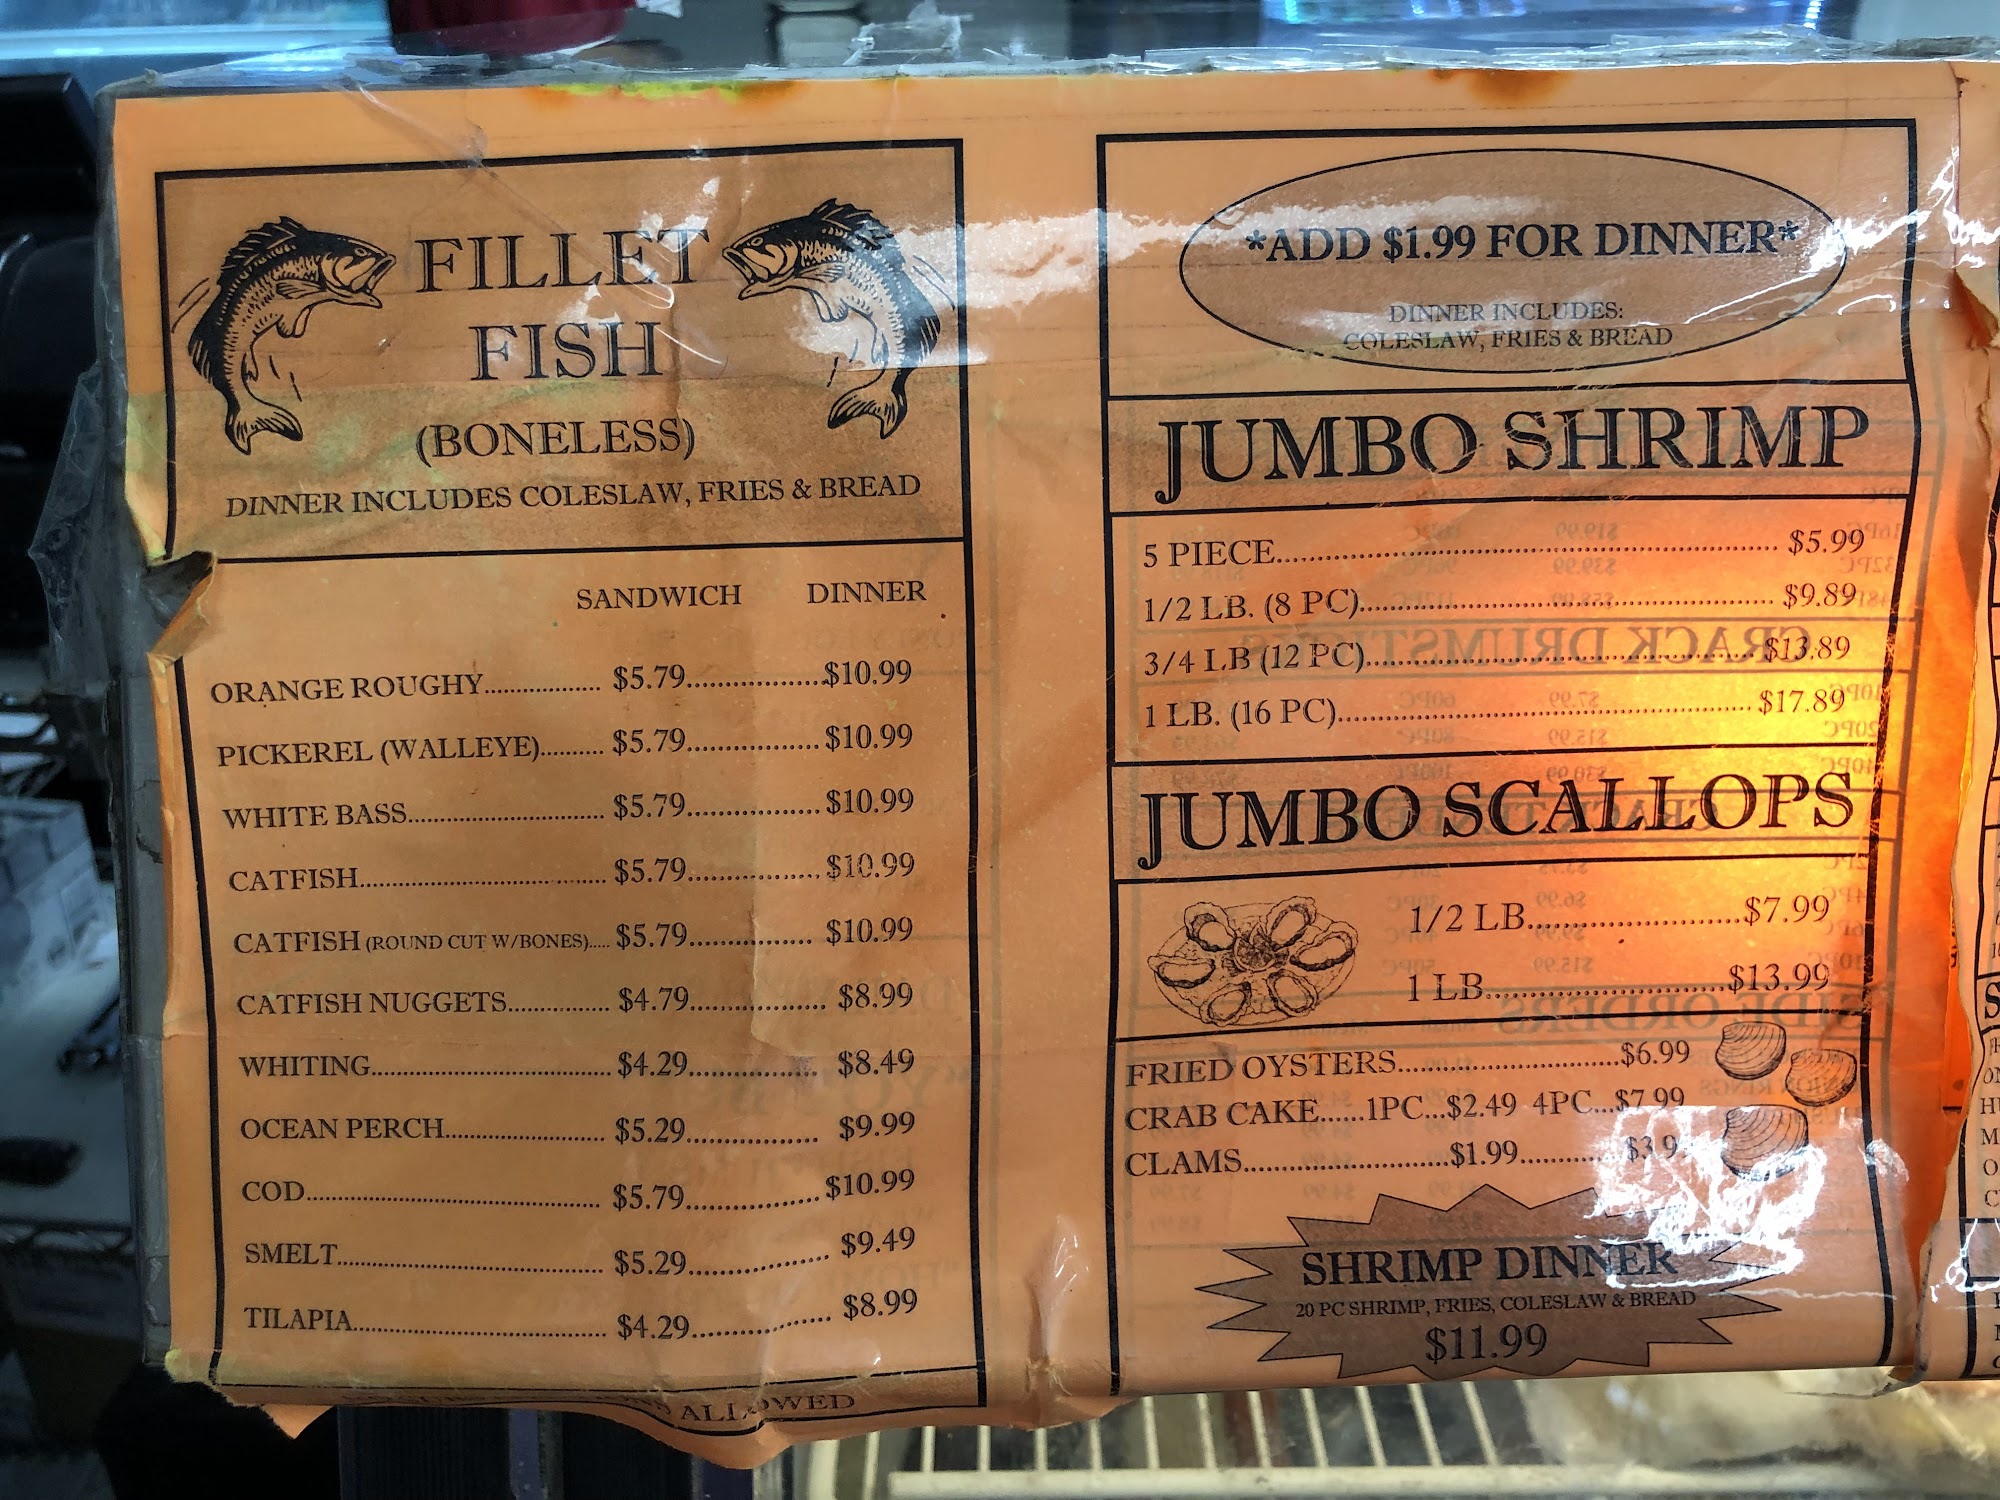 FILLET
FISH
(BONELESS)
DINNER INCLUDES COLESLAW, FRIES & BREAD
SANDWICH DINNER
ORANGE ROUGHY.................. $5.79.....................$10.99
PICKEREL (WALLEYE).......... $5.79.................... $10.99
WHITE BASS............................... $5.79.................... $10.99
CATFISH....................................... $5.79.................... $10.99
CATFISH (ROUND CUT W/BONES)..... $5.79.................. $10.99
CATFISH NUGGETS............... $4.79.................... $8.99
WHITING..................................... $4.29................... $8.49
OCEAN PERCH......................... $5.29................... $9.99
COD............................................... $5.79.................... $10.99
SMELT.......................................... $5.29..................... $9.49
TILAPIA........................................ $4.29..................... $8.99
ALLOWED
*ADD $1.99 FOR DINNER*
DINNER INCLUDES:
COLESLAW, FRIES & BREAD
JUMBO SHRIMP
5 PIECE.................................................................. $5.99
1/2 LB. (8 PC)....................................................... $9.89
3/4 LB (12 PC)................................................... $13.89
1 LB. (16 PC)....................................................... $17.89
JUMBO SCALLOPS
1/2 LB.........................$7.99
1 LB.............................$13.99
FRIED OYSTERS............................$6.99
CRAB CAKE......1PC...$2.49 4PC...$7.99
CLAMS.............................$1.99............
SHRIMP DINNER
20 PC SHRIMP, FRIES, COLESLAW & BREAD
$11.99